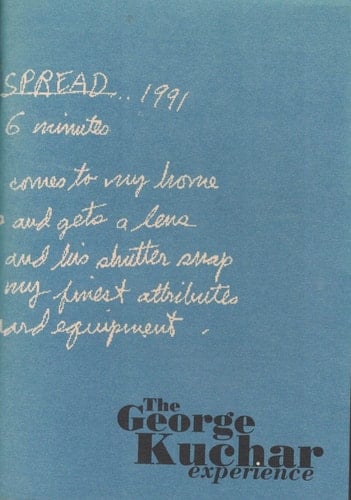 SPREAD.. 1991
6 minutes
comes to my home
and gets a lens
and his shutter snap
my finest attributes
ard equipment.
The
George
Kuchar
experience